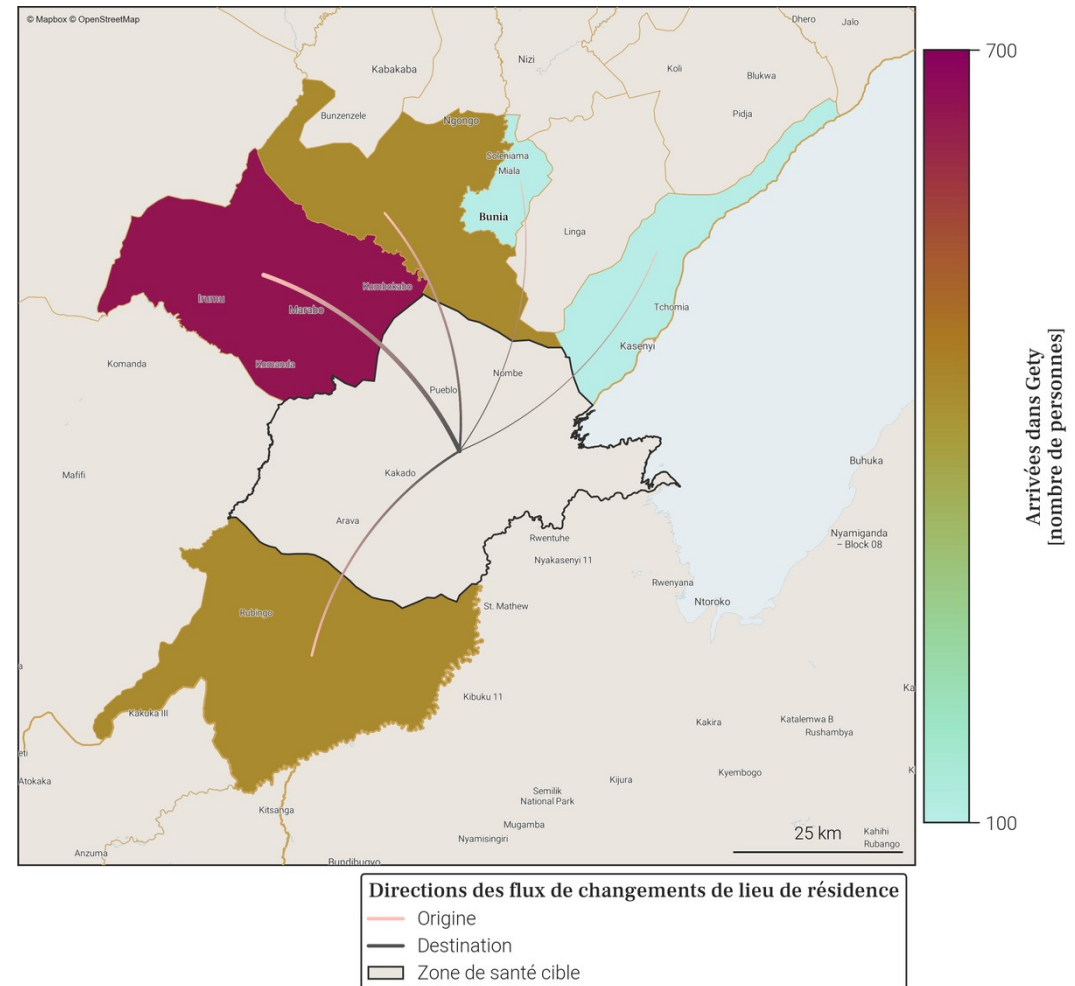 © Mapbox © OpenStreetMap
Dhero
Jalo
Nizi
Kabakaba
Koli
Blukwa
Bunzenzele
Ngongo
Pidja
Soleniama
Miala
Bunia
Linga
Kombokabo
Irumu
Marabo
Tchomia
Kasenyi
Komanda
Komanda
Nombe
Pueblo
Mafifi
Kakado
Buhuka
Arava
Rwentuhe
Nyamiganda
– Block 08
Nyakasenyi 11
Rwenyana
Ntoroko
St. Mathew
Rubingo
Kibuku 11
Ka
Kakuka III
Kakira
Katalemwa B
Rushambya
eti
Kyembogo
K
Atokaka
Kijura
Semilik
National Park
Kitsanga
Mugamba
Nyamisingiri
25 km
Kahihi
Rubango
Anzuma
Bundibugyo
700
100
Arrivées dans Gety
[nombre de personnes]
Directions des flux de changements de lieu de résidence
Origine
Destination
Zone de santé cible